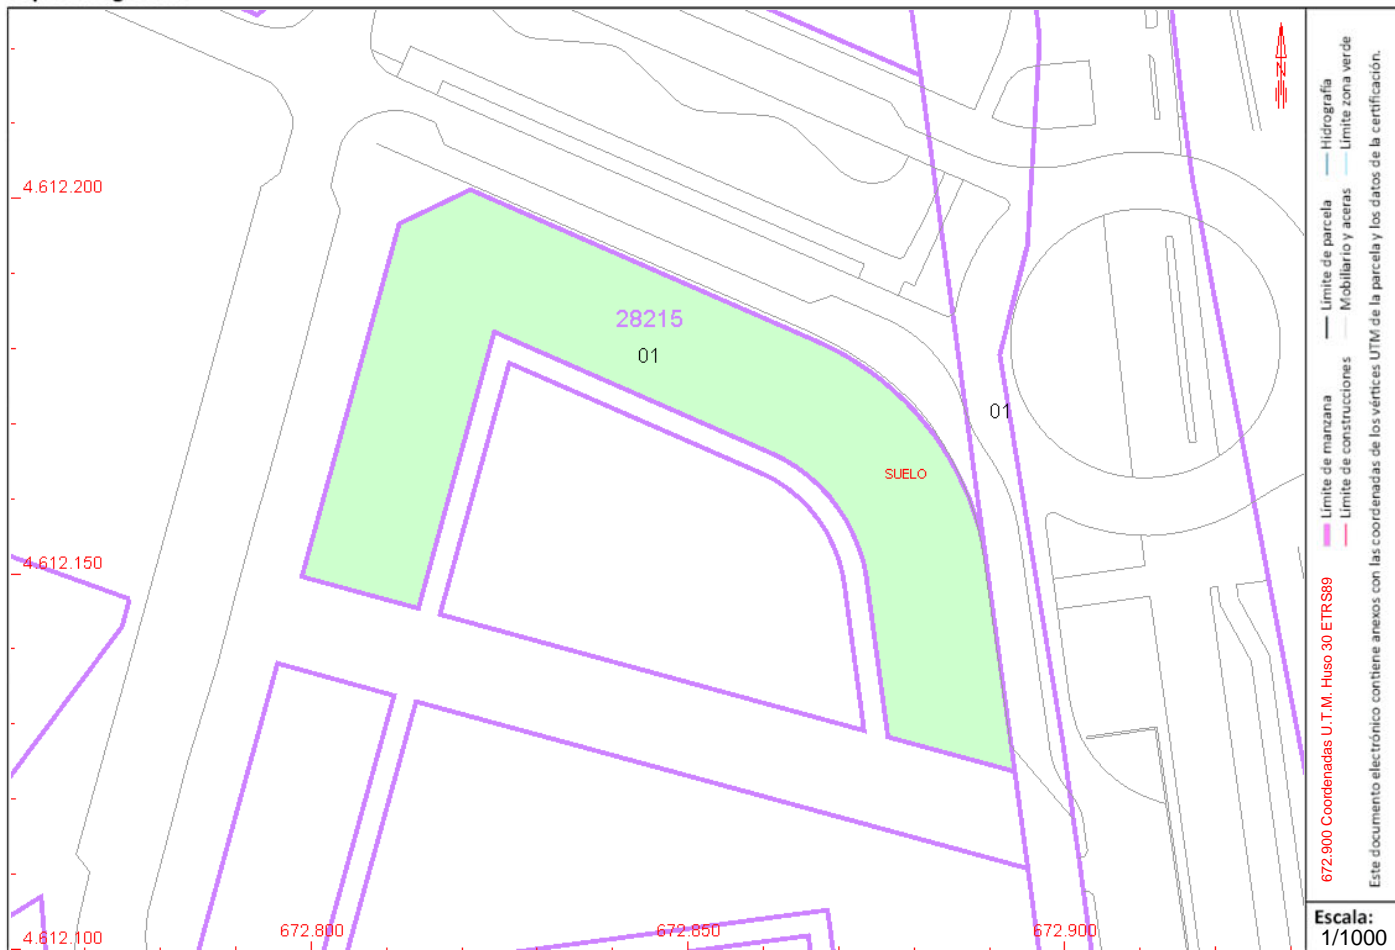 4.612.200
28215
01
01
SUELO
4.612.150
4.612.100
672.800
672.850
672.900
N
Hidrografía
Límite zona verde
Límite de parcela
Mobiliario y aceras
Límite de manzana
Límite de construcciones
672.900 Coordenadas U.T.M. Huso 30 ETRS89
Este documento electrónico contiene anexos con las coordenadas de los vértices UTM de la parcela y los datos de la certificación.
Escala:
1/1000